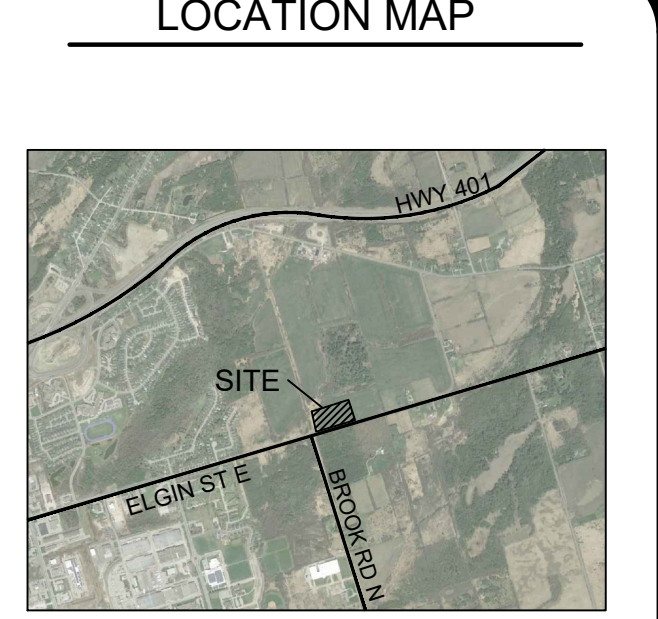 LOCATION MAP
HWY 401
SITE
ELGIN ST E
BROOK RD N